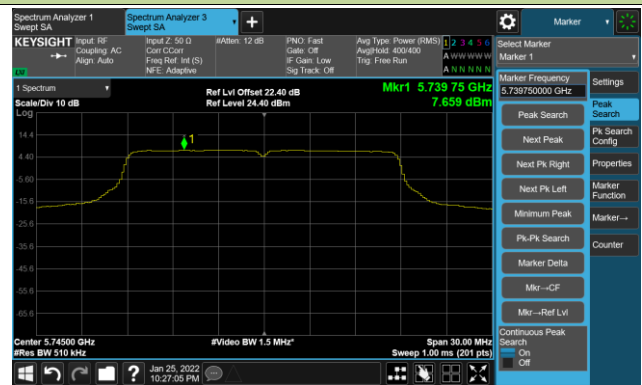 Spectrum Analyzer 1
Swept SA
Spectrum Analyzer 3
Swept SA
+
Marker
KEYSIGHT
Input: RF
Coupling: AC
Align: Auto
Input Z: 50 Ω
Corr CCorr
Freq Ref: Int (S)
NFE: Adaptive
#Atten: 12 dB
PNO: Fast
Gate: Off
IF Gain: Low
Sig Track: Off
Avg Type: Power (RMS)
Avg|Hold: 400/400
Trig: Free Run
1 2 3 4 5 6
A W W W W W
A N N N N N
Select Marker
Marker 1
1 Spectrum
Scale/Div 10 dB
Log
Ref Lvl Offset 22.40 dB
Ref Level 24.40 dBm
Mkr1 5.739 75 GHz
7.659 dBm
14.4
4.40
-5.60
-15.6
-25.6
-35.6
-45.6
-55.6
-65.6
1
Center 5.74500 GHz
#Res BW 510 kHz
#Video BW 1.5 MHz*
Span 30.00 MHz
Sweep 1.00 ms (201 pts)
Marker Frequency
5.739750000 GHz
Peak Search
Next Peak
Next Pk Right
Next Pk Left
Minimum Peak
Pk-Pk Search
Marker Delta
Mkr→CF
Mkr→Ref Lvl
Continuous Peak
Search
On
Off
Settings
Peak
Search
Pk Search
Config
Properties
Marker
Function
Marker→
Counter
?
Jan 25, 2022
10:27:05 PM